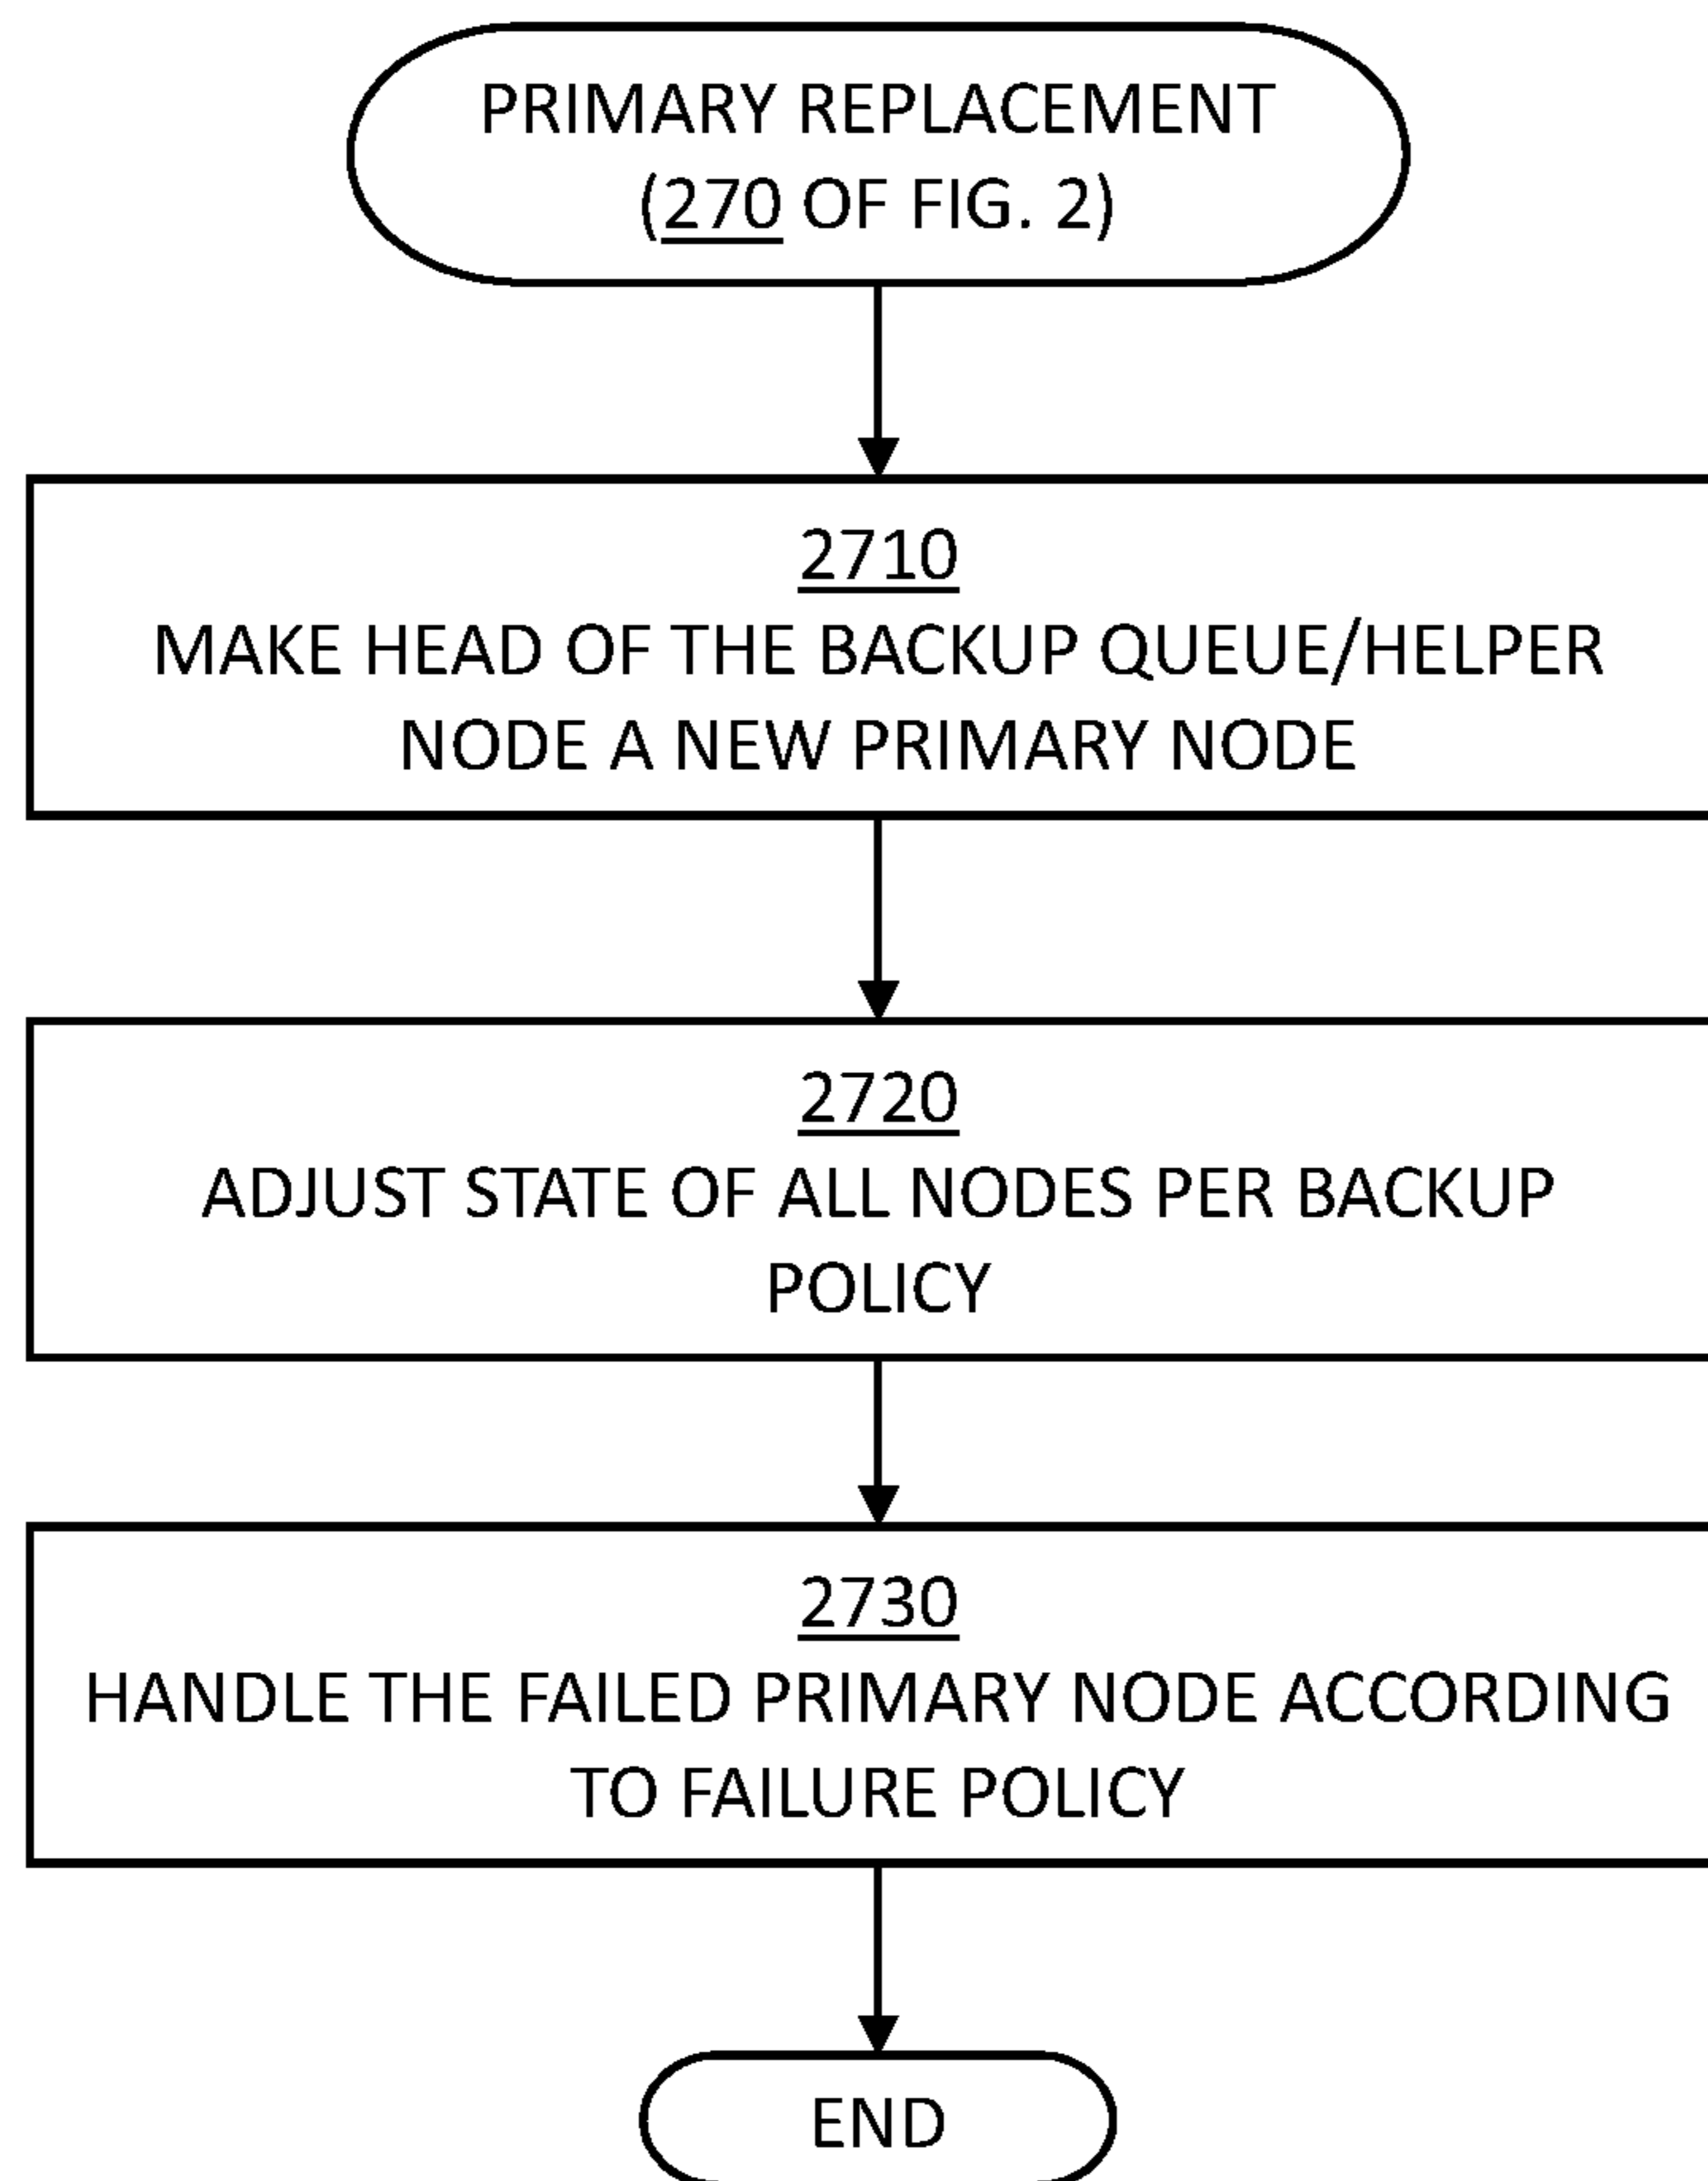 PRIMARY REPLACEMENT
(270 OF FIG. 2)
2710
MAKE HEAD OF THE BACKUP QUEUE/HELPER
NODE A NEW PRIMARY NODE
2720
ADJUST STATE OF ALL NODES PER BACKUP
POLICY
2730
HANDLE THE FAILED PRIMARY NODE ACCORDING
TO FAILURE POLICY
END